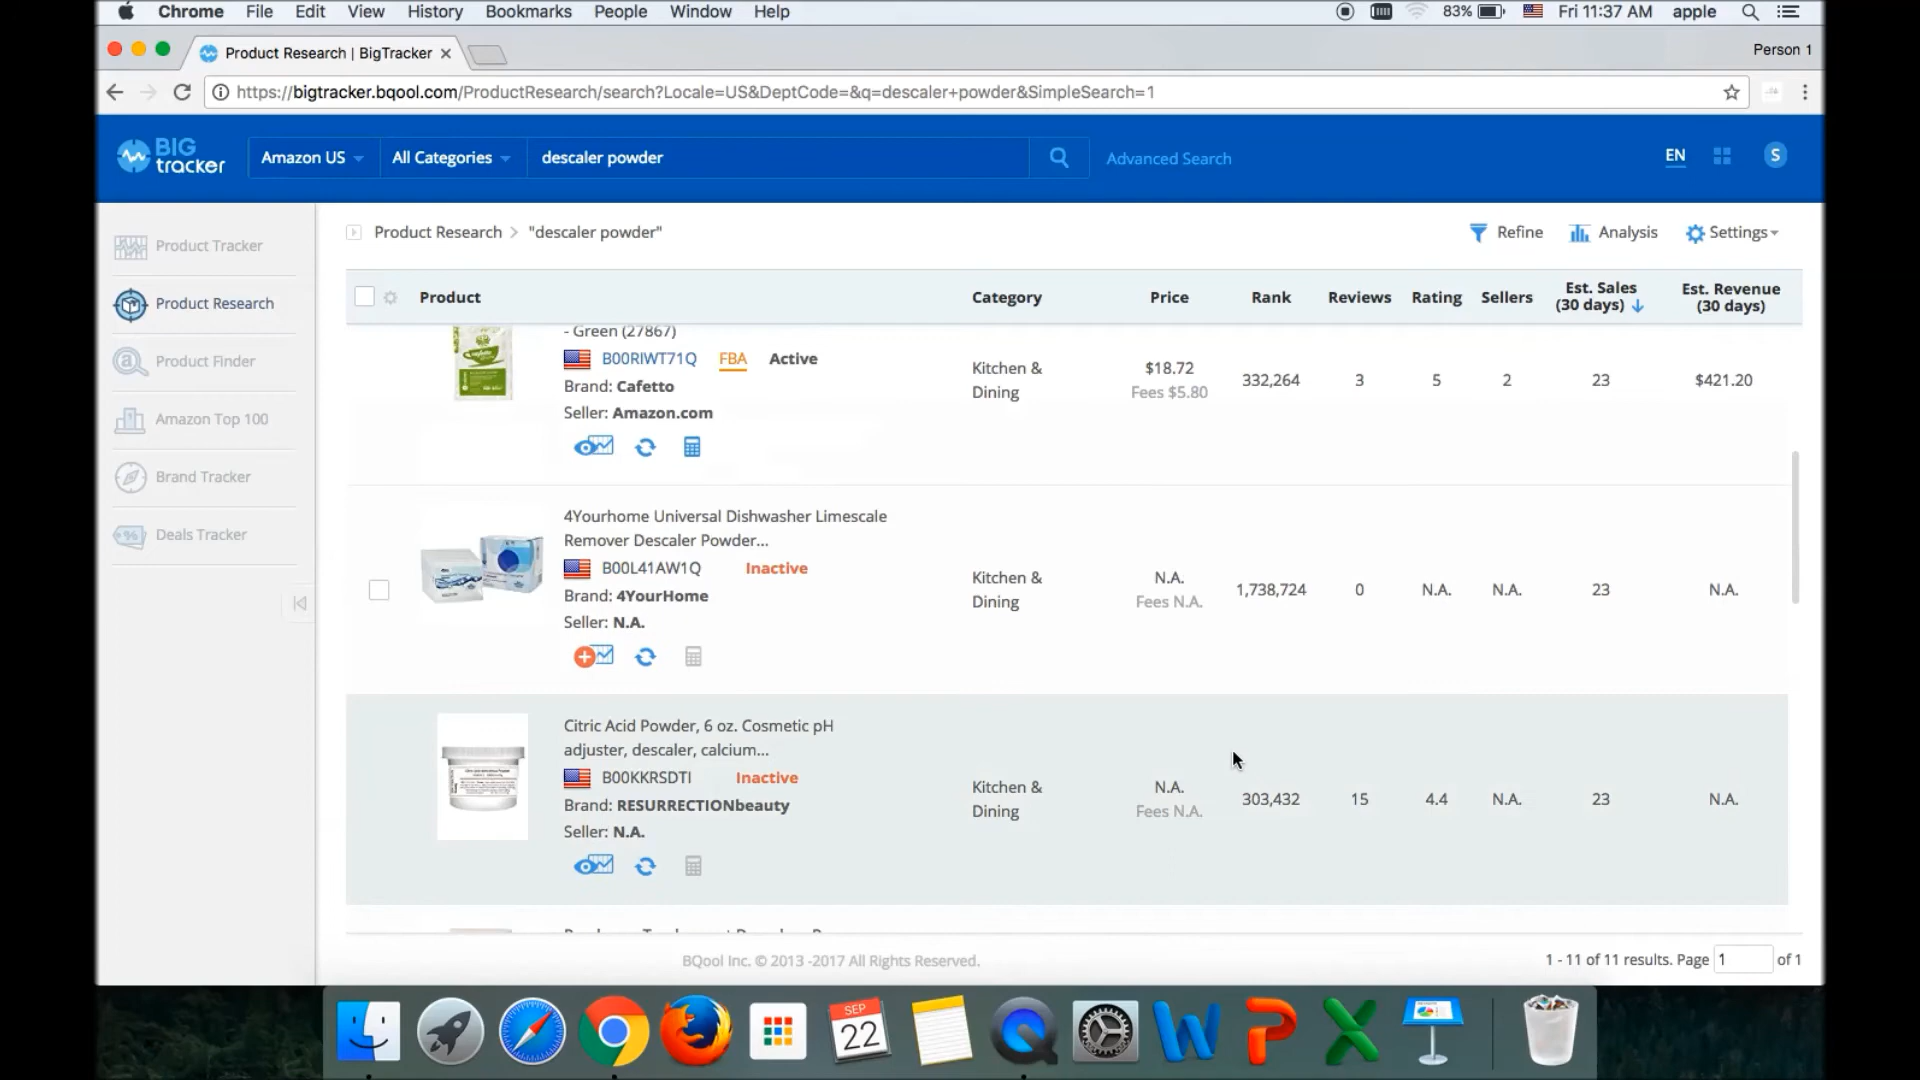 Chrome File Edit View History Bookmarks People Window Help
83% Fri 11:37 AM apple
Product Research | BigTracker
Person 1
https://bigtracker.bqool.com/ProductResearch/search?Locale=US&DeptCode=&q=descaler+powder&SimpleSearch=1
BIG tracker
Amazon US All Categories descaler powder Advanced Search EN S
Product Tracker
Product Research
Product Finder
Amazon Top 100
Brand Tracker
Deals Tracker
Product Research > "descaler powder"
Refine Analysis Settings
Product Category Price Rank Reviews Rating Sellers Est. Sales (30 days) Est. Revenue (30 days)
- Green (27867)
B00RIWT71Q FBA Active
Brand: Cafetto
Seller: Amazon.com
Kitchen & Dining
$18.72
Fees $5.80
332,264 3 5 2 23 $421.20
4Yourhome Universal Dishwasher Limescale
Remover Descaler Powder...
B00L41AW1Q Inactive
Brand: 4YourHome
Seller: N.A.
Kitchen & Dining
N.A.
Fees N.A.
1,738,724 0 N.A. N.A. 23 N.A.
Citric Acid Powder, 6 oz. Cosmetic pH
adjuster, descaler, calcium...
B00KKRSDTI Inactive
Brand: RESURRECTIONbeauty
Seller: N.A.
Kitchen & Dining
N.A.
Fees N.A.
303,432 15 4.4 N.A. 23 N.A.
BQool Inc. © 2013 -2017 All Rights Reserved.
1 - 11 of 11 results. Page 1 of 1
SEP
22